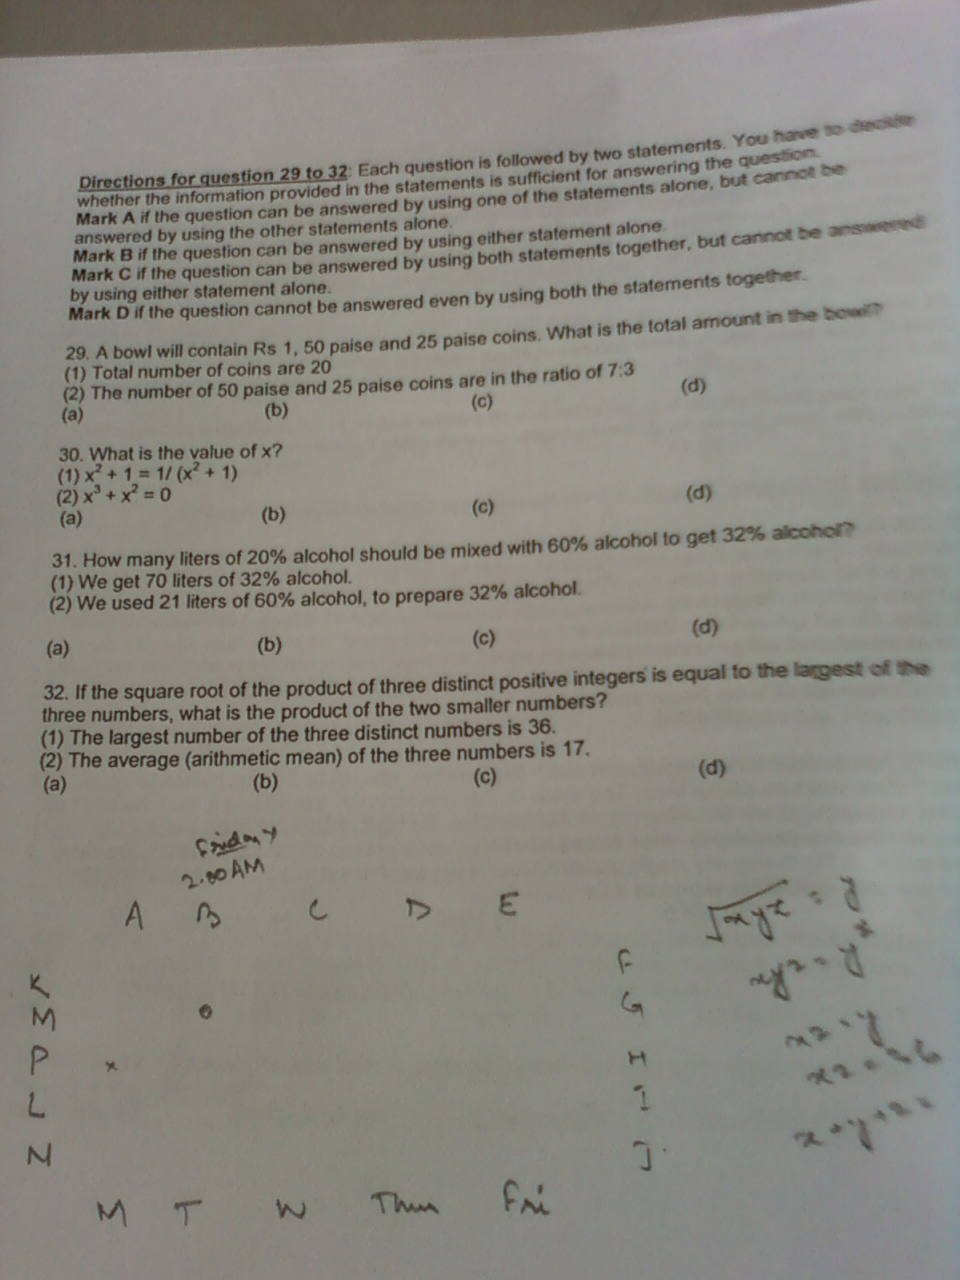 Directions for question 29 to 32: Each question is followed by two statements. You have to decide
whether the information provided in the statements is sufficient for answering the question.
Mark A if the question can be answered by using one of the statements alone, but cannot be
answered by using the other statements alone.
Mark B if the question can be answered by using either statement alone.
Mark C if the question can be answered by using both statements together, but cannot be answered
by using either statement alone.
Mark D if the question cannot be answered even by using both the statements together.
29. A bowl will contain Rs 1, 50 paise and 25 paise coins. What is the total amount in the bowl?
(1) Total number of coins are 20
(2) The number of 50 paise and 25 paise coins are in the ratio of 7:3
(a) (b) (c) (d)
30. What is the value of x?
(1) x² + 1 = 1/ (x² + 1)
(2) x³ + x² = 0
(a) (b) (c) (d)
31. How many liters of 20% alcohol should be mixed with 60% alcohol to get 32% alcohol?
(1) We get 70 liters of 32% alcohol.
(2) We used 21 liters of 60% alcohol, to prepare 32% alcohol.
(a) (b) (c) (d)
32. If the square root of the product of three distinct positive integers is equal to the largest of the
three numbers, what is the product of the two smaller numbers?
(1) The largest number of the three distinct numbers is 36.
(2) The average (arithmetic mean) of the three numbers is 17.
(a) (b) (c) (d)
Friday
2.00 AM
A B C D E
√xyz = y
K F
xyz = y²
M G
xz = y
P x H
xz = 36
L I
x + y + z =
N J
M T W Thur Fri